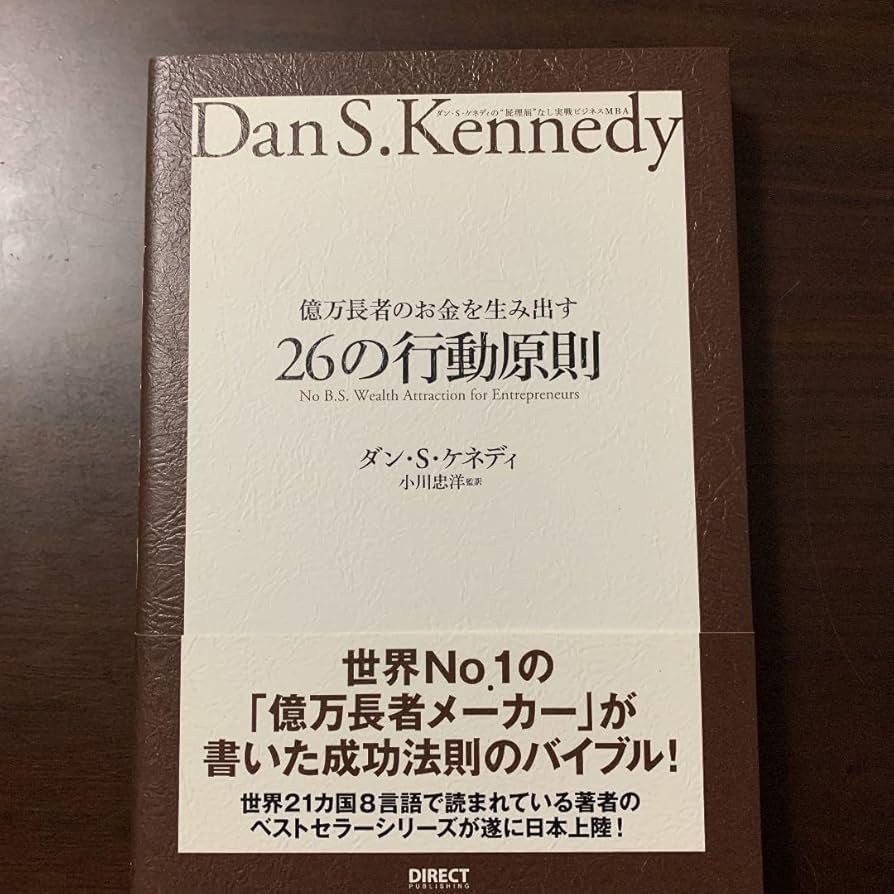 Dan S. Kennedy
ダン・S・ケネディの“屁理屈”なし実戦ビジネスMBA
億万長者のお金を生み出す
26の行動原則
No B.S. Wealth Attraction for Entrepreneurs
ダン・S・ケネディ
小川忠洋 監訳
世界No.1の
「億万長者メーカー」が
書いた成功法則のバイブル!
世界21カ国8言語で読まれている著者の
ベストセラーシリーズが遂に日本上陸!
DIRECT
PUBLISHING